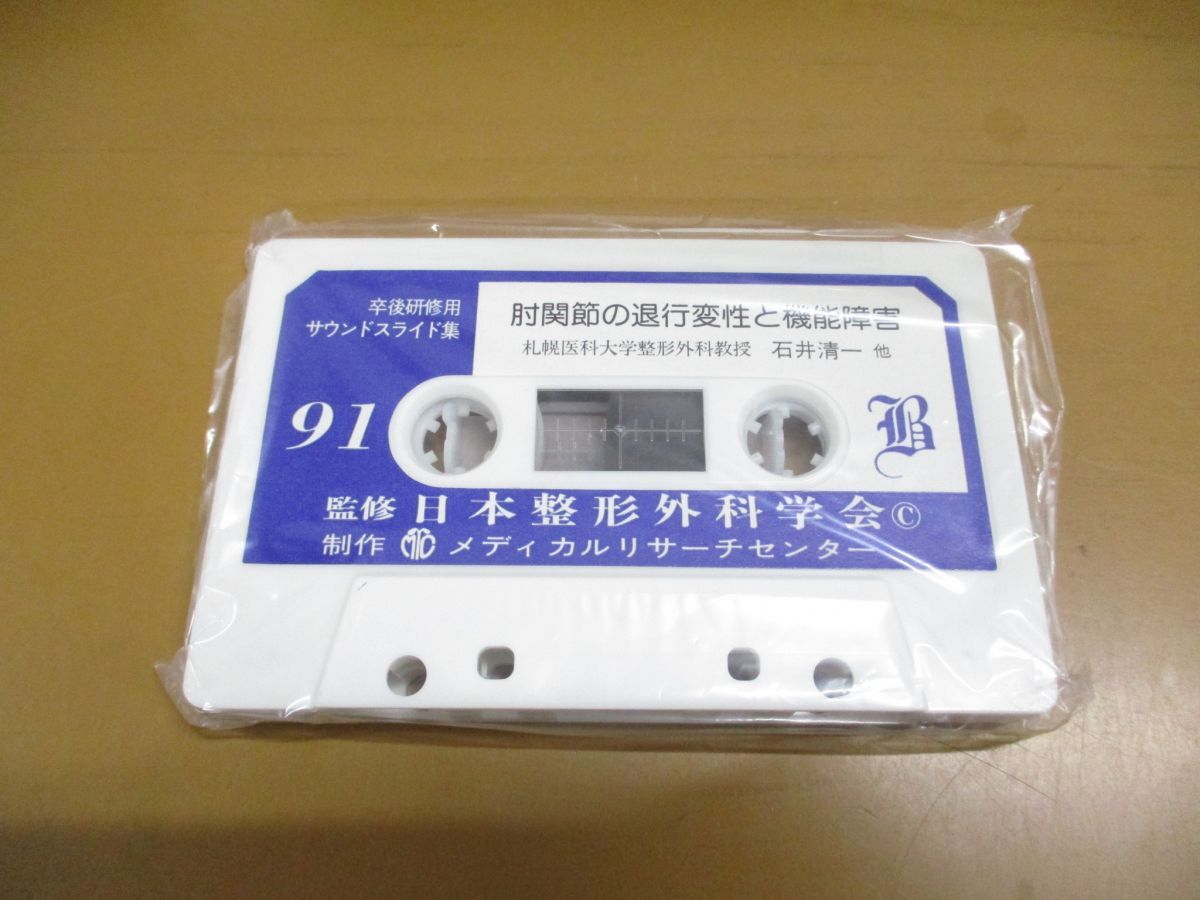 卒後研修用
サウンドスライド集
肘関節の退行変性と機能障害
札幌医科大学整形外科教授 石井清一 他
91
B
監修 日本整形外科学会©
制作 MRC メディカルリサーチセンター